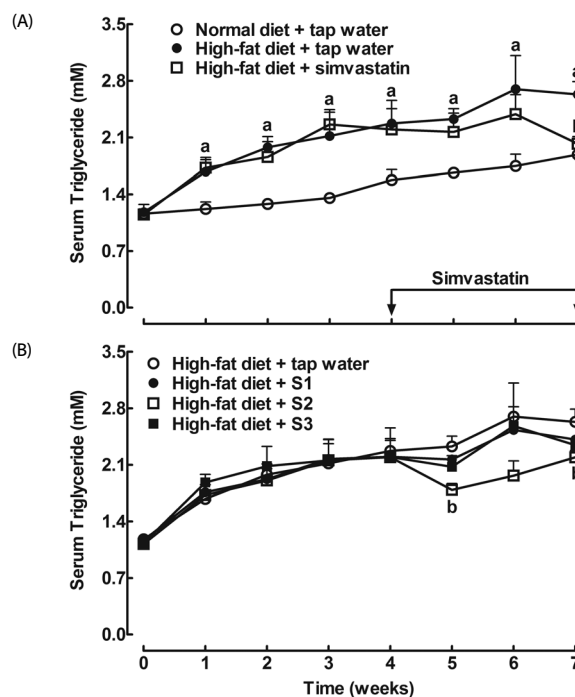 (A)
3.5
Normal diet + tap water
High-fat diet + tap water
High-fat diet + simvastatin
2.8
2.1
1.4
0.7
0.0
Serum Triglyceride (mM)
a
a
a
a
a
a
a
b
Simvastatin
(B)
3.5
High-fat diet + tap water
High-fat diet + S1
High-fat diet + S2
High-fat diet + S3
2.8
2.1
1.4
0.7
0.0
Serum Triglyceride (mM)
b
b
0 1 2 3 4 5 6 7
Time (weeks)